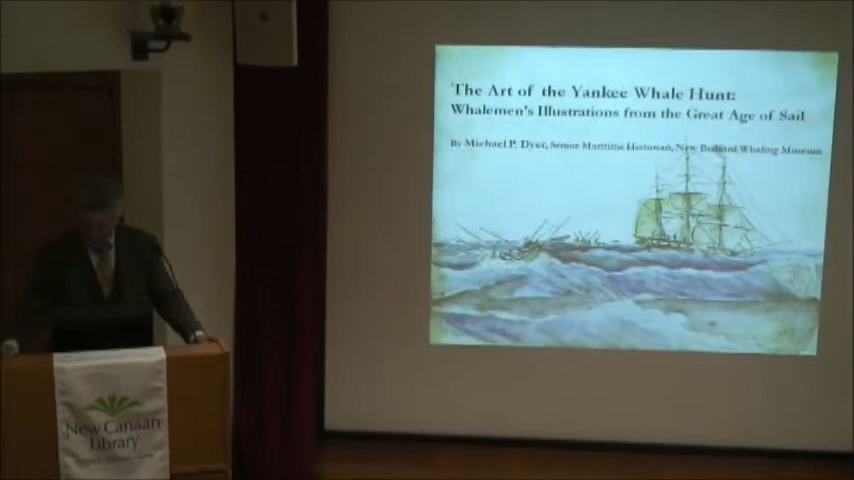 The Art of the Yankee Whale Hunt:
Whalemen's Illustrations from the Great Age of Sail
By Michael P. Dyer, Senior Maritime Historian, New Bedford Whaling Museum
New Canaan
Library